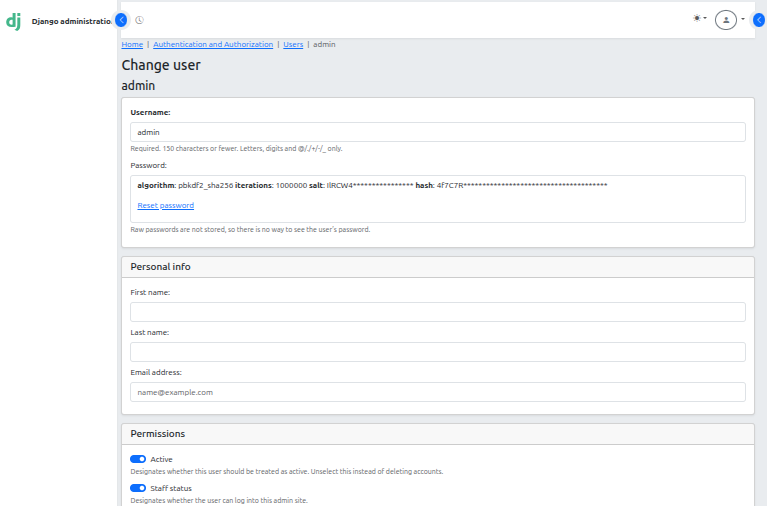 dj Django administration
Home | Authentication and Authorization | Users | admin
Change user
admin
Username:
admin
Required. 150 characters or fewer. Letters, digits and @/./+/-/_ only.
Password:
algorithm: pbkdf2_sha256 iterations: 1000000 salt: IlRCW4**************** hash: 4f7C7R**************************************
Reset password
Raw passwords are not stored, so there is no way to see the user's password.
Personal info
First name:
Last name:
Email address:
name@example.com
Permissions
Active
Designates whether this user should be treated as active. Unselect this instead of deleting accounts.
Staff status
Designates whether the user can log into this admin site.